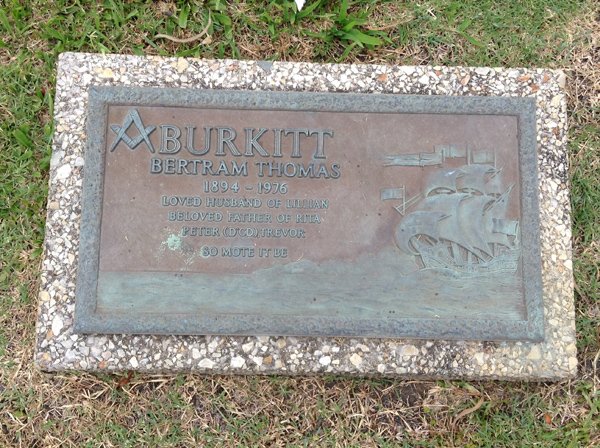 BURKITT
BERTRAM THOMAS
1894 - 1976
LOVED HUSBAND OF LILLIAN
BELOVED FATHER OF RITA
PETER (DCD) TREVOR
SO MOTE IT BE